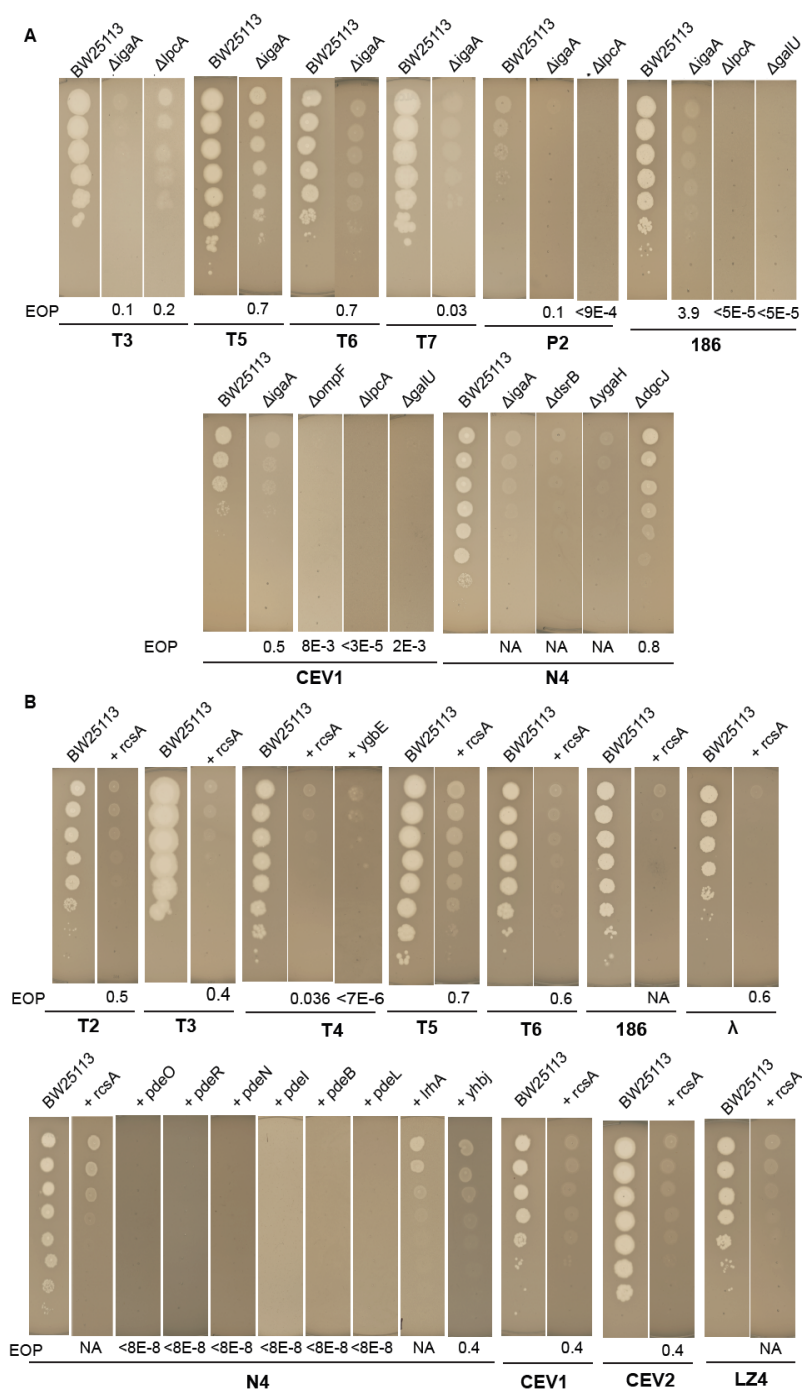 A
BW25113 ΔigaA ΔlpcA BW25113 ΔigaA BW25113 ΔigaA BW25113 ΔigaA BW25113 ΔigaA ΔlpcA BW25113 ΔigaA ΔlpcA ΔgalU
EOP 0.1 0.2 0.7 0.7 0.03 0.1 <9E-4 3.9 <5E-5 <5E-5
T3 T5 T6 T7 P2 186
BW25113 ΔigaA ΔompF ΔlpcA ΔgalU BW25113 ΔigaA ΔdsrB ΔygaH ΔdgcJ
EOP 0.5 8E-3 <3E-5 2E-3 NA NA NA 0.8
CEV1 N4
B
BW25113 + rcsA BW25113 + rcsA BW25113 + rcsA + ygbE BW25113 + rcsA BW25113 + rcsA BW25113 + rcsA BW25113 + rcsA
EOP 0.5 0.4 0.036 <7E-6 0.7 0.6 NA 0.6
T2 T3 T4 T5 T6 186 λ
BW25113 + rcsA + pdeO + pdeR + pdeN + pdeI + pdeB + pdeL + lrhA + yhbj BW25113 + rcsA BW25113 + rcsA BW25113 + rcsA
EOP NA <8E-8 <8E-8 <8E-8 <8E-8 <8E-8 <8E-8 NA 0.4 0.4 0.4 NA
N4 CEV1 CEV2 LZ4